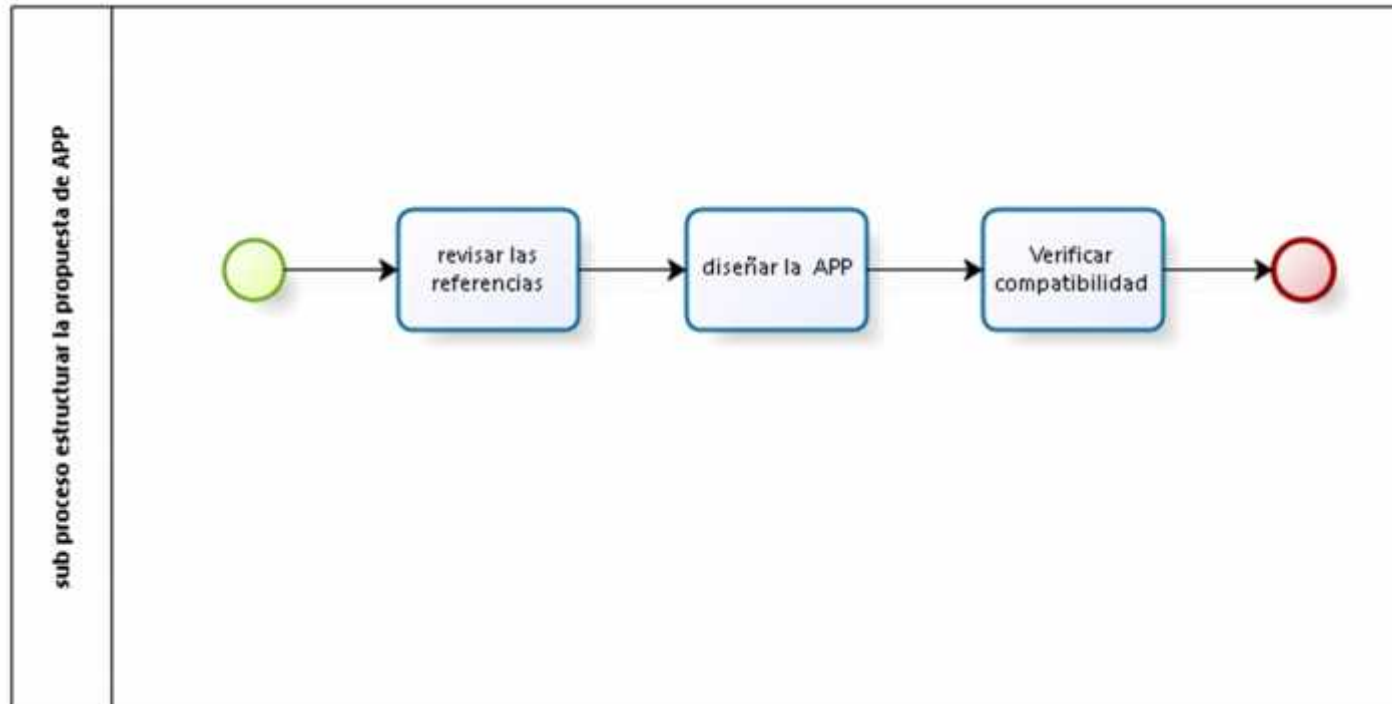 sub proceso estructurar la propuesta de APP
revisar las
referencias
diseñar la APP
Verificar
compatibilidad